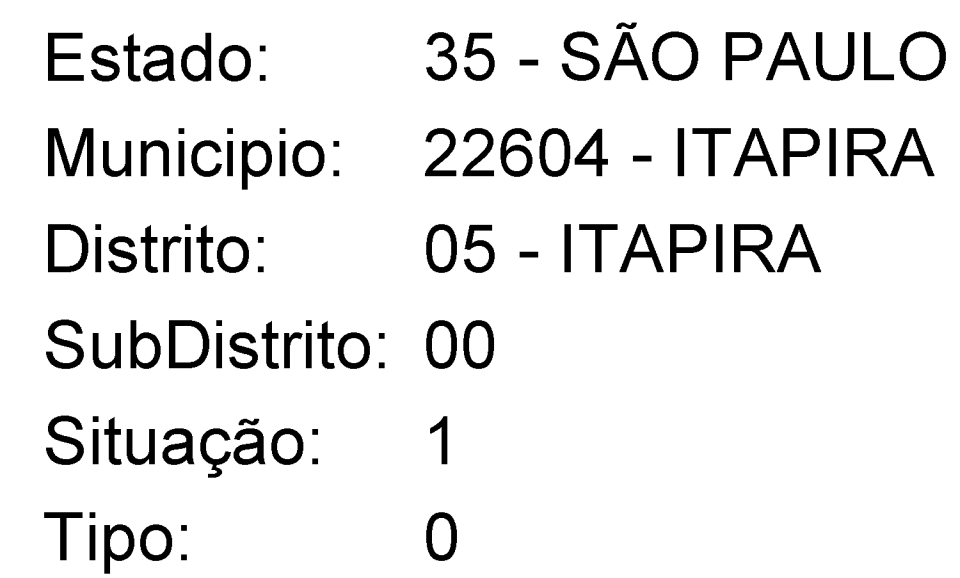 Estado: 35 - SÃO PAULO
Municipio: 22604 - ITAPIRA
Distrito: 05 - ITAPIRA
SubDistrito: 00
Situação: 1
Tipo: 0